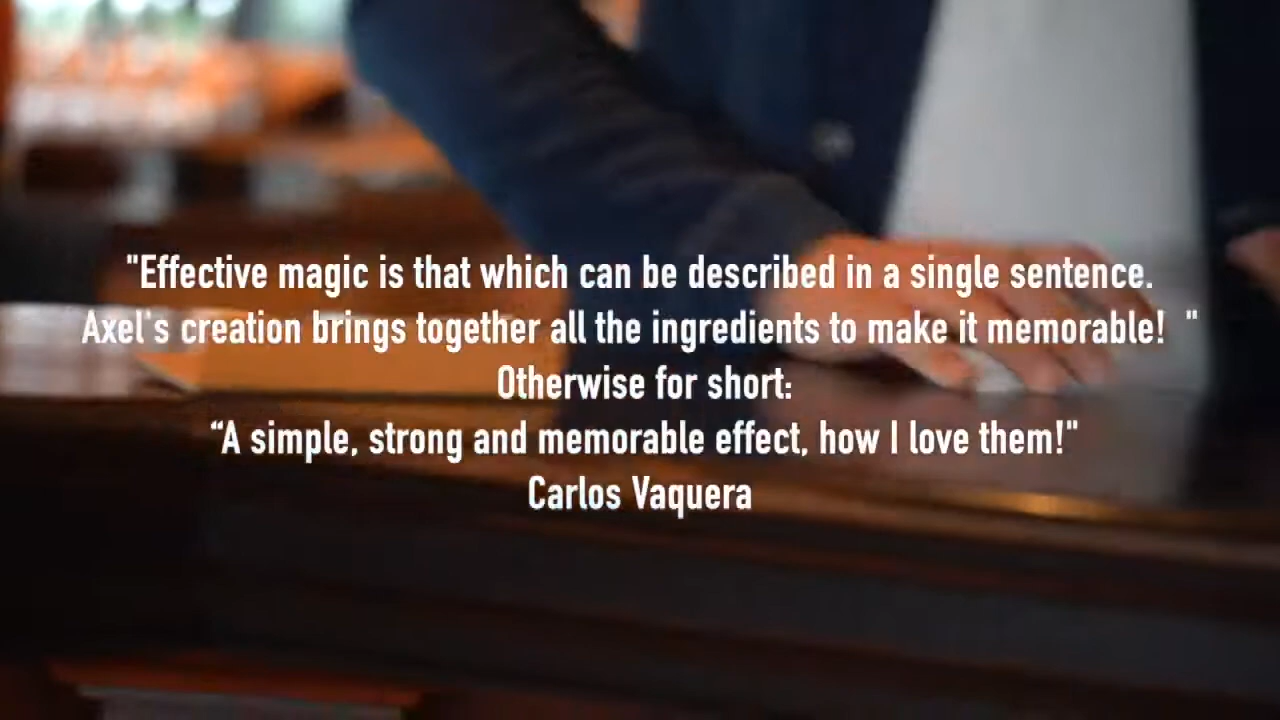 "Effective magic is that which can be described in a single sentence.
Axel's creation brings together all the ingredients to make it memorable!  "
Otherwise for short:
“A simple, strong and memorable effect, how I love them!"
Carlos Vaquera